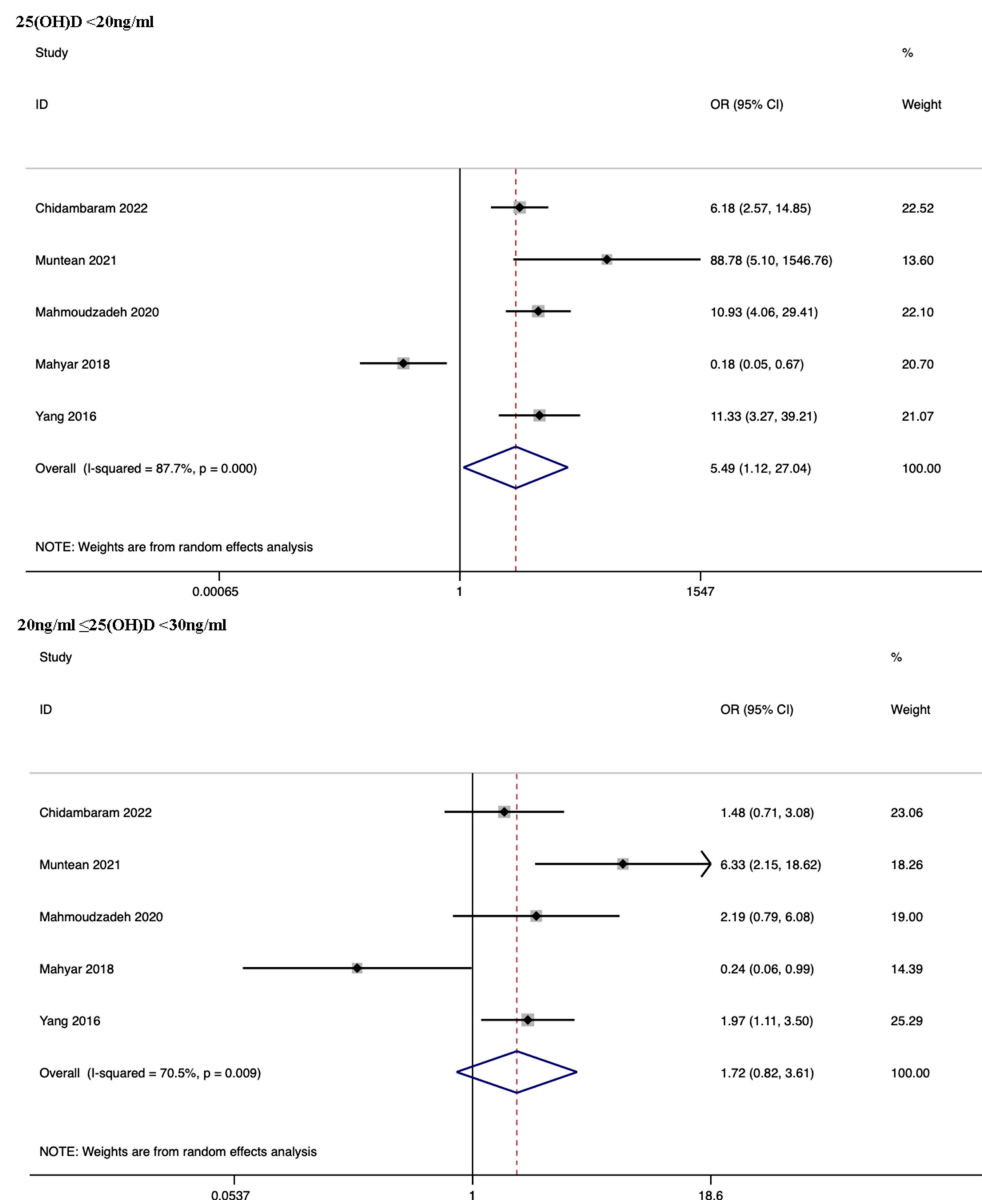 25(OH)D <20ng/ml
Study %
ID OR (95% CI) Weight
Chidambaram 2022 6.18 (2.57, 14.85) 22.52
Muntean 2021 88.78 (5.10, 1546.76) 13.60
Mahmoudzadeh 2020 10.93 (4.06, 29.41) 22.10
Mahyar 2018 0.18 (0.05, 0.67) 20.70
Yang 2016 11.33 (3.27, 39.21) 21.07
Overall (I-squared = 87.7%, p = 0.000) 5.49 (1.12, 27.04) 100.00
NOTE: Weights are from random effects analysis
0.00065 1 1547
20ng/ml ≤25(OH)D <30ng/ml
Study %
ID OR (95% CI) Weight
Chidambaram 2022 1.48 (0.71, 3.08) 23.06
Muntean 2021 6.33 (2.15, 18.62) 18.26
Mahmoudzadeh 2020 2.19 (0.79, 6.08) 19.00
Mahyar 2018 0.24 (0.06, 0.99) 14.39
Yang 2016 1.97 (1.11, 3.50) 25.29
Overall (I-squared = 70.5%, p = 0.009) 1.72 (0.82, 3.61) 100.00
NOTE: Weights are from random effects analysis
0.0537 1 18.6